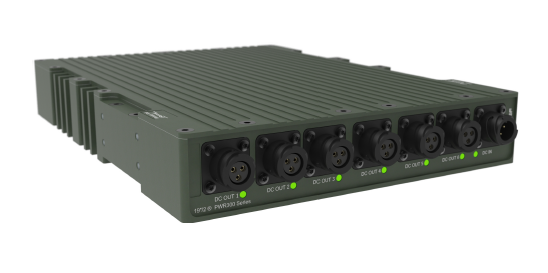 DC OUT 1
DC OUT 2
DC OUT 3
DC OUT 4
DC OUT 5
DC OUT 6
DC IN
PWR300 Series